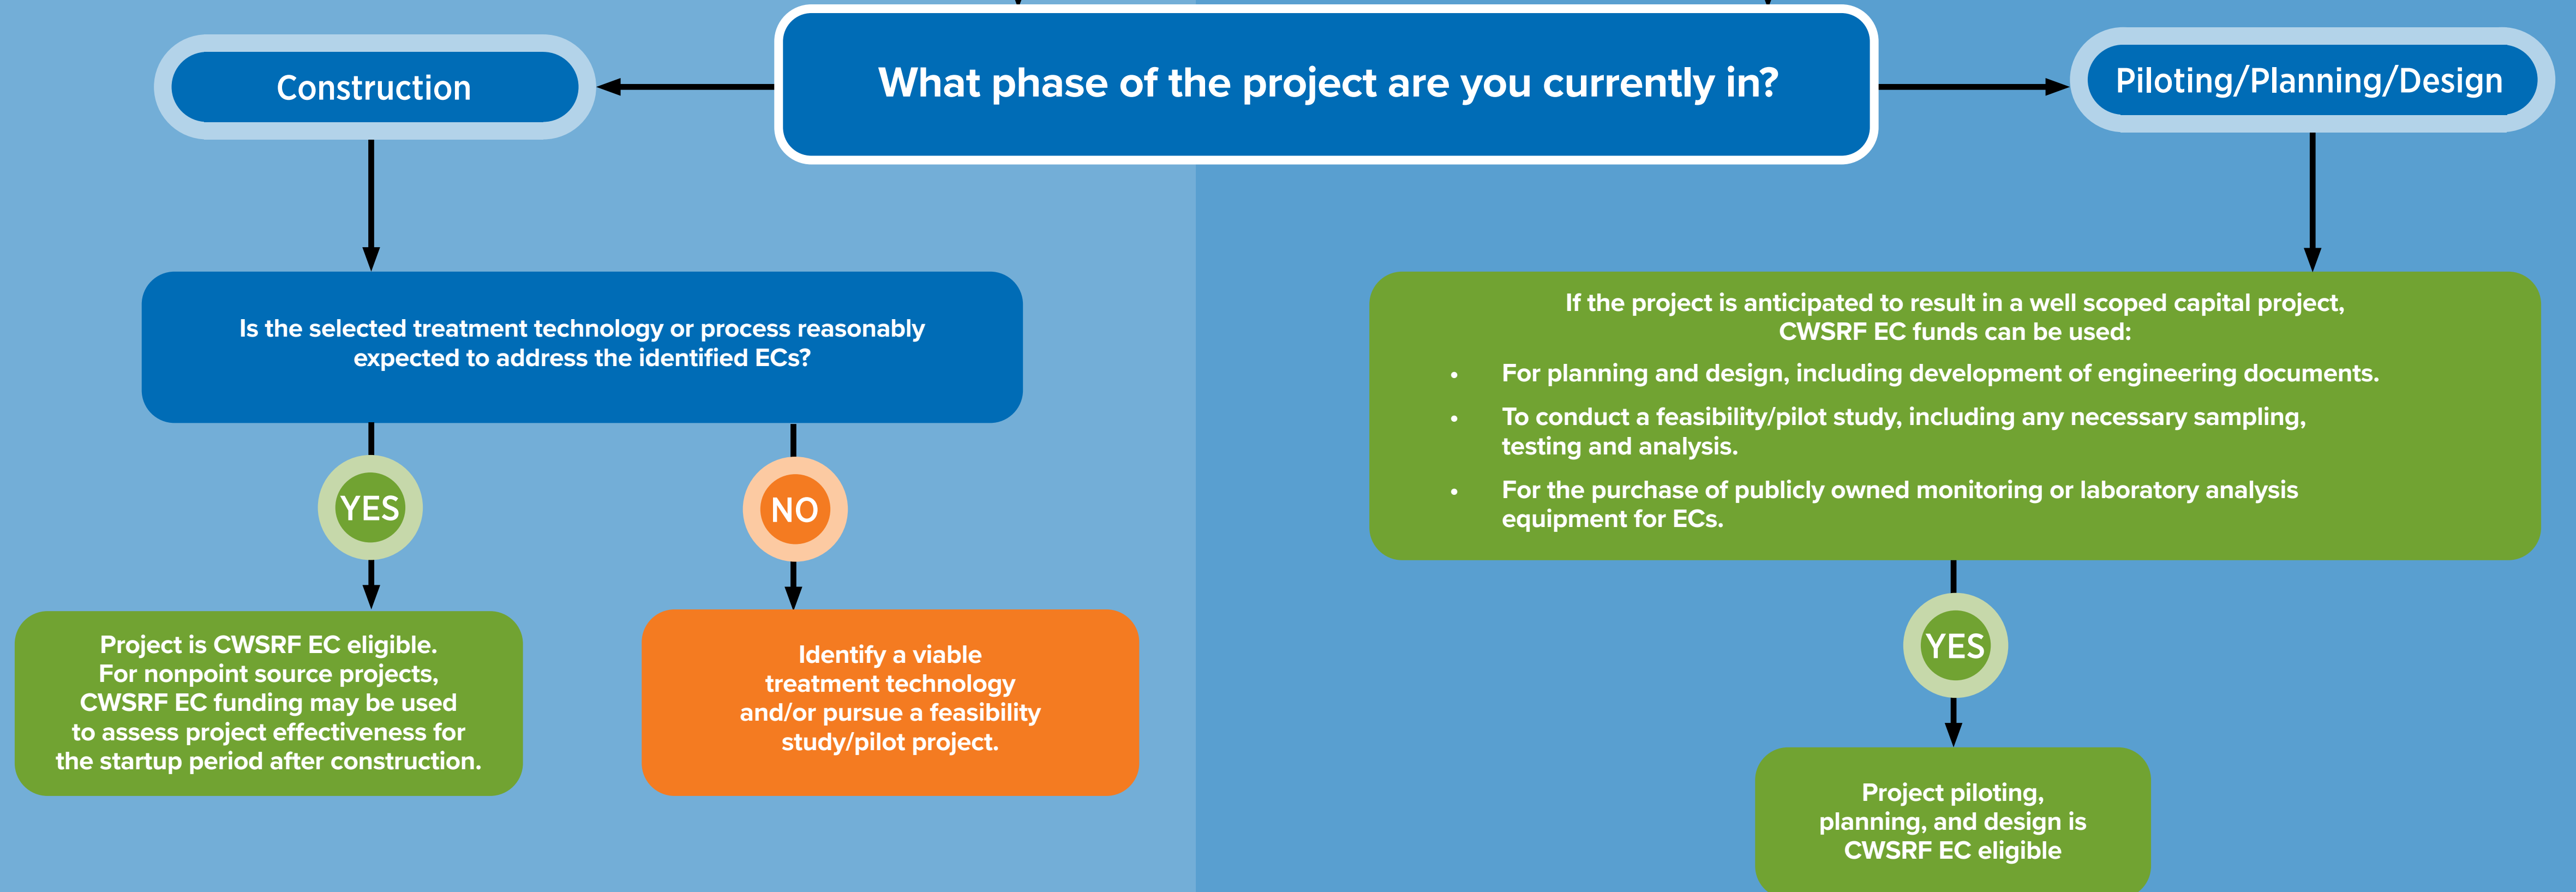 What phase of the project are you currently in?
Construction
Piloting/Planning/Design
Is the selected treatment technology or process reasonably
expected to address the identified ECs?
YES
NO
Project is CWSRF EC eligible.
For nonpoint source projects,
CWSRF EC funding may be used
to assess project effectiveness for
the startup period after construction.
Identify a viable
treatment technology
and/or pursue a feasibility
study/pilot project.
If the project is anticipated to result in a well scoped capital project,
CWSRF EC funds can be used:
• For planning and design, including development of engineering documents.
• To conduct a feasibility/pilot study, including any necessary sampling,
testing and analysis.
• For the purchase of publicly owned monitoring or laboratory analysis
equipment for ECs.
YES
Project piloting,
planning, and design is
CWSRF EC eligible